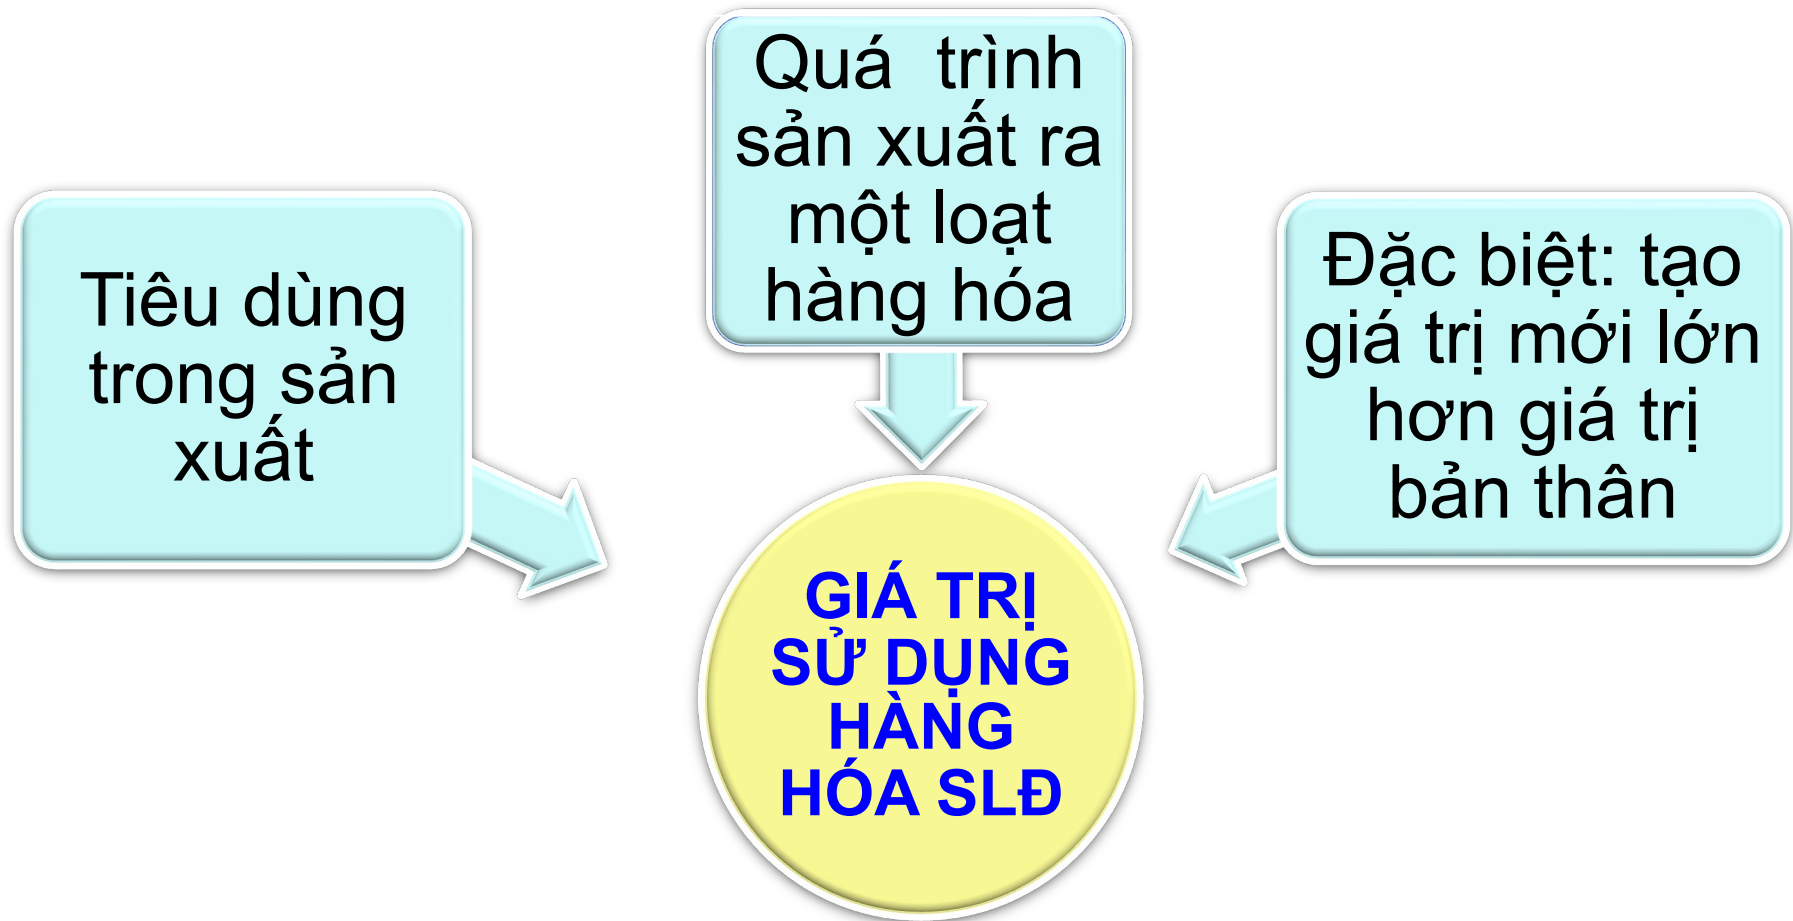 Tiêu dùng
trong sản
xuất
Quá trình
sản xuất ra
một loạt
hàng hóa
Đặc biệt: tạo
giá trị mới lớn
hơn giá trị
bản thân
GIÁ TRỊ
SỬ DỤNG
HÀNG
HÓA SLĐ